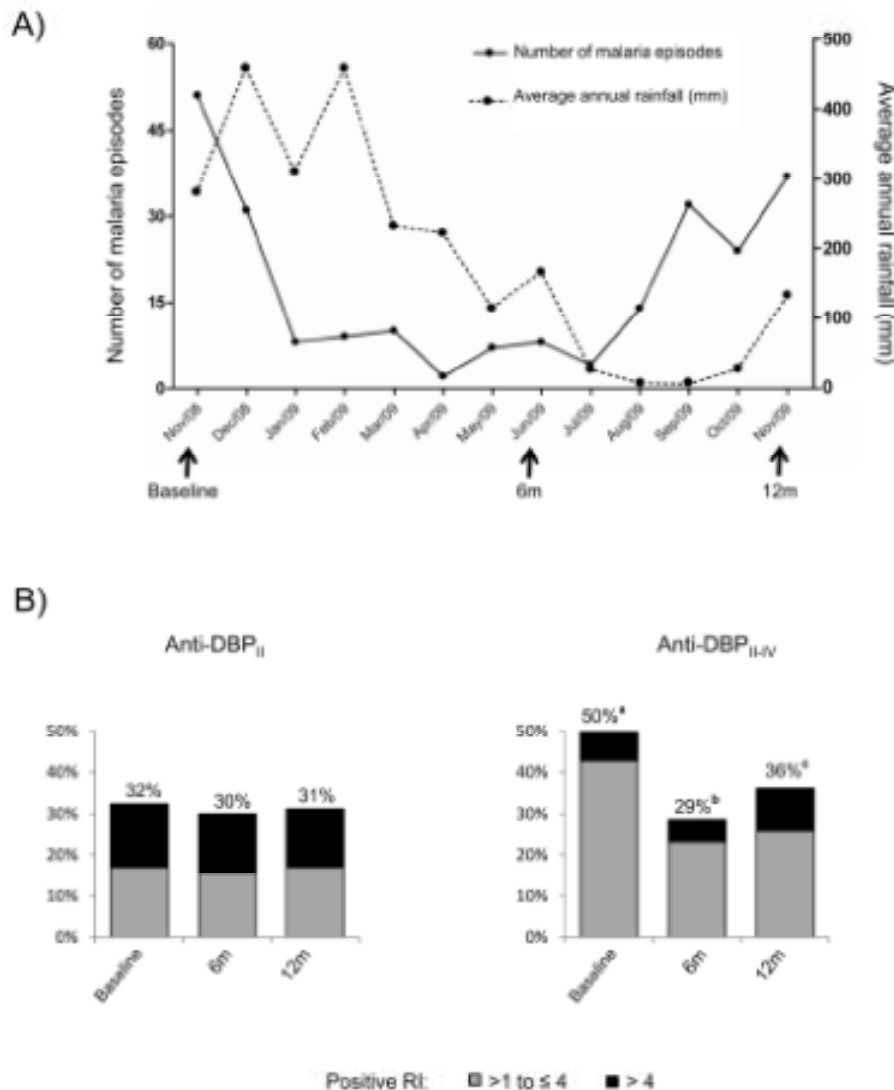 A)
Number of malaria episodes
60
45
30
15
0
Number of malaria episodes
Average annual rainfall (mm)
500
400
300
200
100
0
Average annual rainfall (mm)
Nov/08 Dec/08 Jan/09 Feb/09 Mar/09 Apr/09 May/09 Jun/09 Jul/09 Aug/09 Sep/09 Oct/09 Nov/09
Baseline 6m 12m
B)
Anti-DBPII
50%
40%
30%
20%
10%
0%
32% 30% 31%
Baseline 6m 12m
Anti-DBPII-IV
50%
40%
30%
20%
10%
0%
50%a 29%b 36%c
Baseline 6m 12m
Positive RI: >1 to ≤ 4 > 4